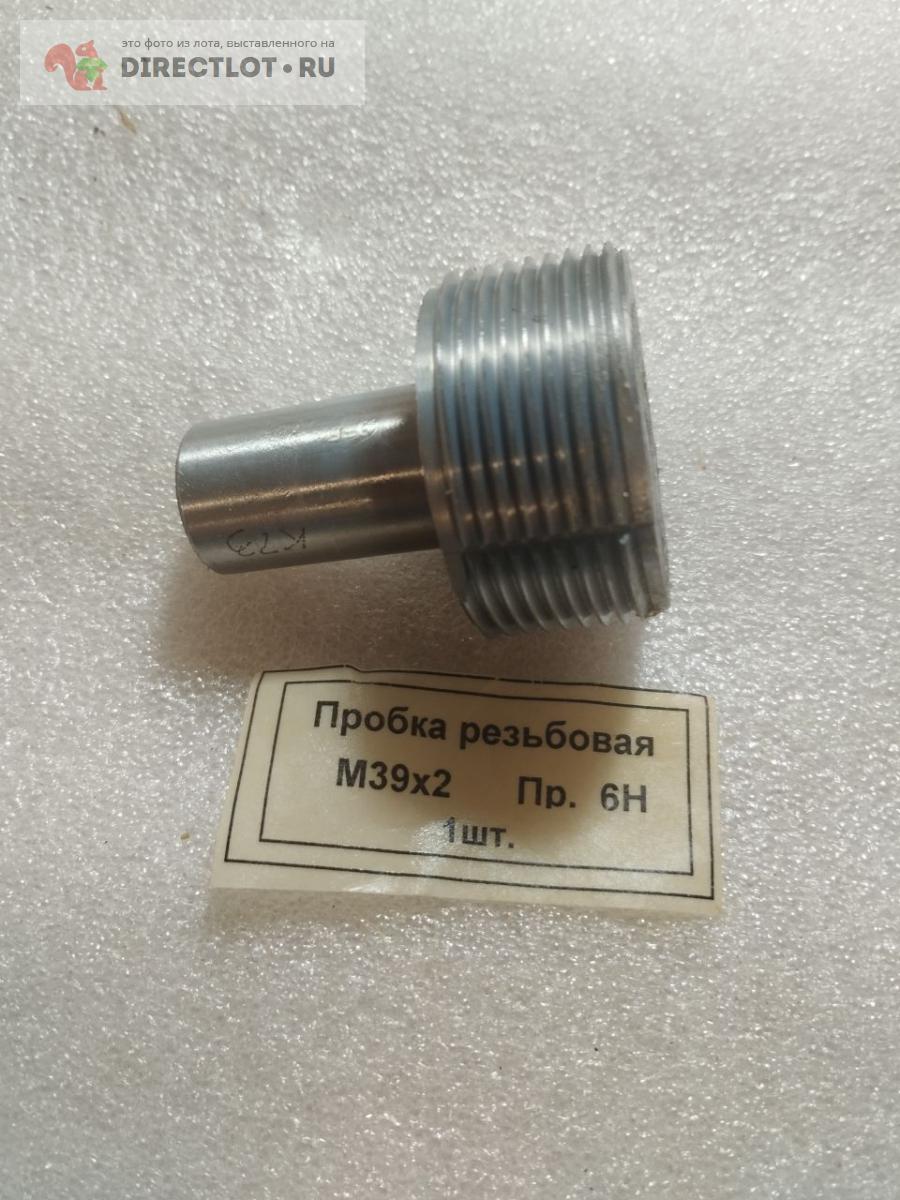 это фото из лота, выставленного на
DIRECTLOT•RU
Пробка резьбовая
М39х2 Пр. 6Н
1шт.